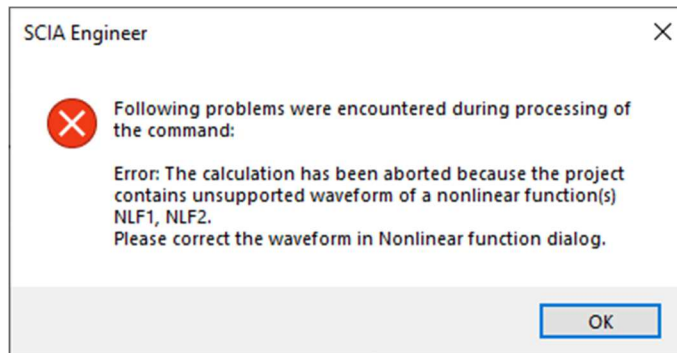 SCIA Engineer
Following problems were encountered during processing of
the command:
Error: The calculation has been aborted because the project
contains unsupported waveform of a nonlinear function(s)
NLF1, NLF2.
Please correct the waveform in Nonlinear function dialog.
OK